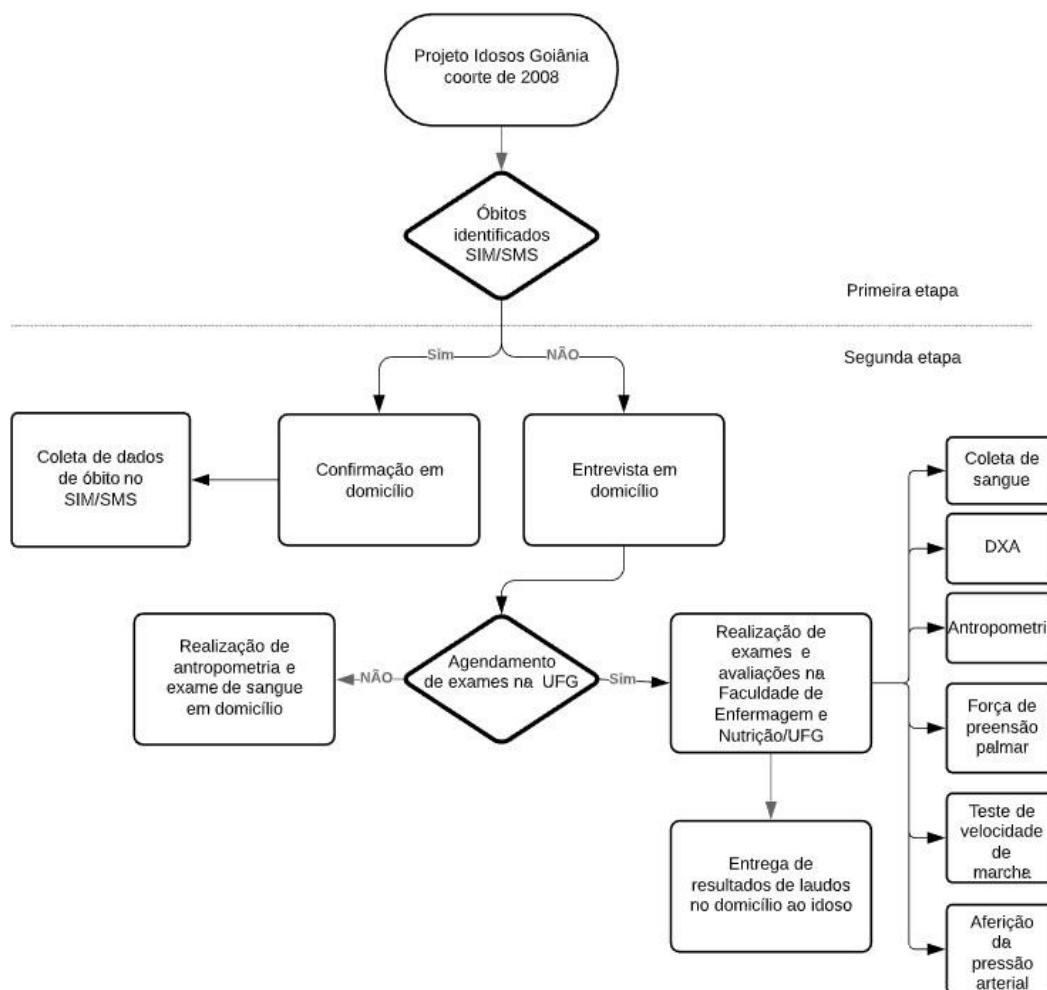 Projeto Idosos Goiânia
coorte de 2008
Óbitos
identificados
SIM/SMS
Primeira etapa
Segunda etapa
Sim
NÃO
Coleta de dados
de óbito no
SIM/SMS
Confirmação em
domicílio
Entrevista em
domicílio
Coleta de
sangue
DXA
Antropometri
Realização de
antropometria e
exame de sangue
em domicílio
NÃO
Agendamento
de exames na UFG
Sim
Realização de
exames e
avaliações na
Faculdade de
Enfermagem e
Nutrição/UFG
Força de
preensão
palmar
Teste de
velocidade
de
marcha
Entrega de
resultados de laudos
no domicílio ao idoso
Aferição
da
pressão
arterial